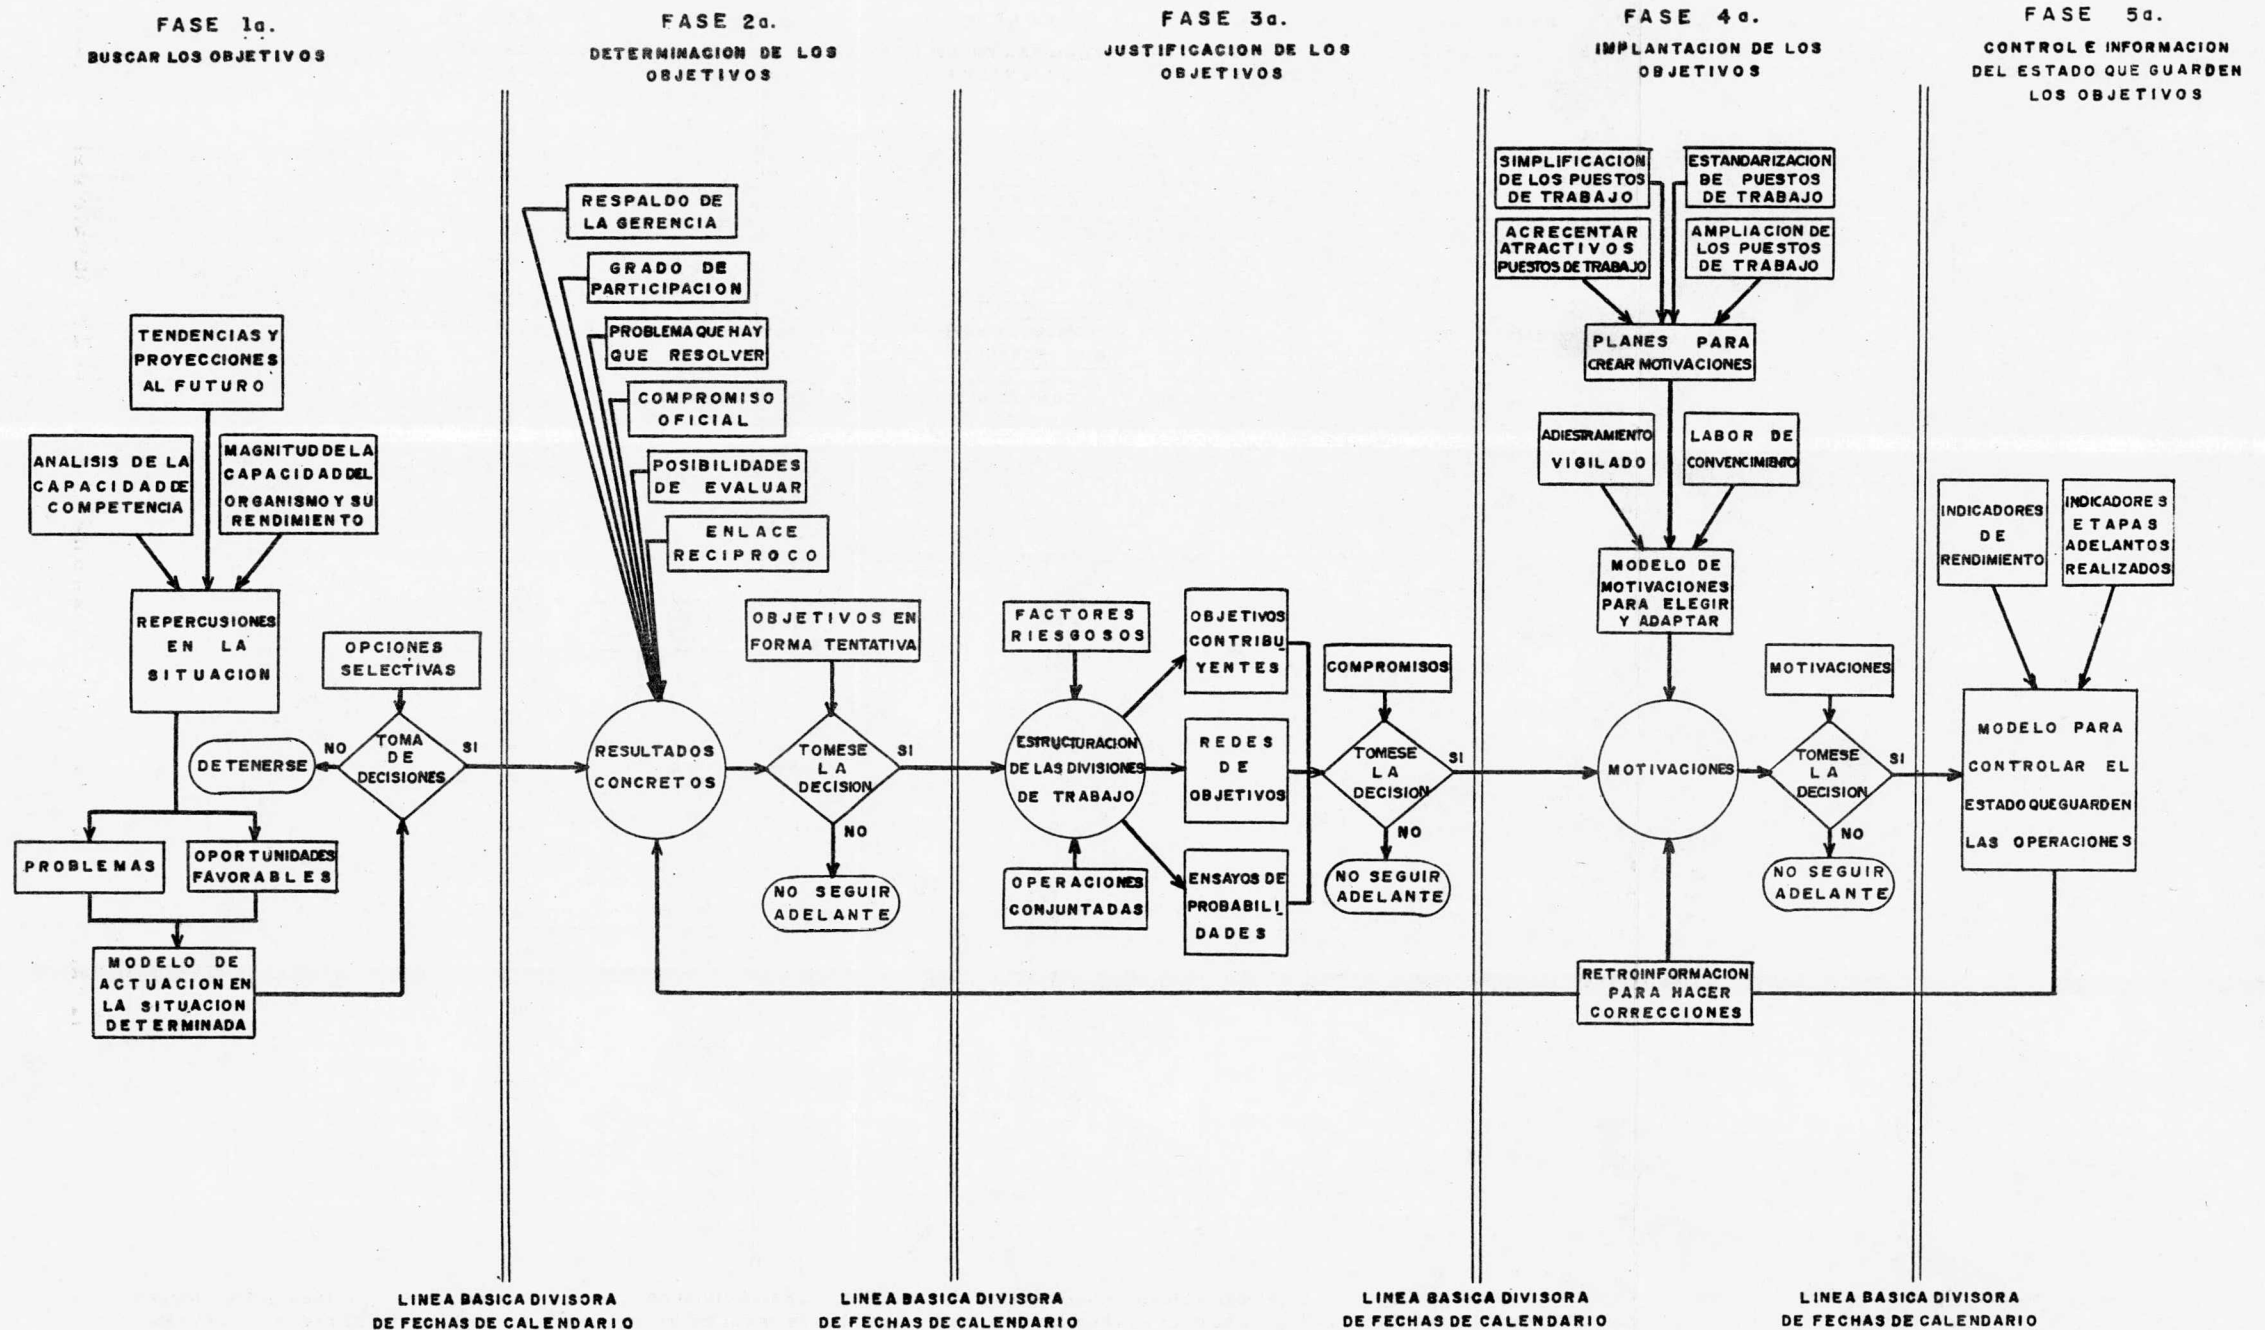 FASE 1a.
BUSCAR LOS OBJETIVOS
FASE 2a.
DETERMINACION DE LOS
OBJETIVOS
FASE 3a.
JUSTIFICACION DE LOS
OBJETIVOS
FASE 4a.
IMPLANTACION DE LOS
OBJETIVOS
FASE 5a.
CONTROL E INFORMACION
DEL ESTADO QUE GUARDEN
LOS OBJETIVOS
TENDENCIAS Y
PROYECCIONES
AL FUTURO
ANALISIS DE LA
CAPACIDAD DE
COMPETENCIA
MAGNITUD DE LA
CAPACIDAD DEL
ORGANISMO Y SU
RENDIMIENTO
REPERCUSIONES
EN LA
SITUACION
OPCIONES
SELECTIVAS
DETENERSE
NO
TOMA
DE
DECISIONES
SI
PROBLEMAS
OPORTUNIDADES
FAVORABLES
MODELO DE
ACTUACION EN
LA SITUACION
DETERMINADA
RESPALDO DE
LA GERENCIA
GRADO DE
PARTICIPACION
PROBLEMA QUE HAY
QUE RESOLVER
COMPROMISO
OFICIAL
POSIBILIDADES
DE EVALUAR
ENLACE
RECIPROCO
RESULTADOS
CONCRETOS
OBJETIVOS EN
FORMA TENTATIVA
TOMESE
LA
DECISION
SI
NO
NO SEGUIR
ADELANTE
FACTORES
RIESGOSOS
ESTRUCTURACION
DE LAS DIVISIONES
DE TRABAJO
OPERACIONES
CONJUNTADAS
OBJETIVOS
CONTRIBU
YENTES
REDES
DE
OBJETIVOS
ENSAYOS DE
PROBABILI
DADES
COMPROMISOS
TOMESE
LA
DECISION
SI
NO
NO SEGUIR
ADELANTE
SIMPLIFICACION
DE LOS PUESTOS
DE TRABAJO
ESTANDARIZACION
BE PUESTOS
DE TRABAJO
ACRECENTAR
ATRACTIVOS
PUESTOS DE TRABAJO
AMPLIACION DE
LOS PUESTOS
DE TRABAJO
PLANES PARA
CREAR MOTIVACIONES
ADIESTRAMIENTO
VIGILADO
LABOR DE
CONVENCIMIENTO
MODELO DE
MOTIVACIONES
PARA ELEGIR
Y ADAPTAR
MOTIVACIONES
MOTIVACIONES
TOMESE
LA
DECISION
SI
NO
NO SEGUIR
ADELANTE
RETROINFORMACION
PARA HACER
CORRECCIONES
INDICADORES
DE
RENDIMIENTO
INDICADORES
ETAPAS
ADELANTOS
REALIZADOS
MODELO PARA
CONTROLAR EL
ESTADO QUE GUARDEN
LAS OPERACIONES
LINEA BASICA DIVISORA
DE FECHAS DE CALENDARIO
LINEA BASICA DIVISORA
DE FECHAS DE CALENDARIO
LINEA BASICA DIVISORA
DE FECHAS DE CALENDARIO
LINEA BASICA DIVISORA
DE FECHAS DE CALENDARIO